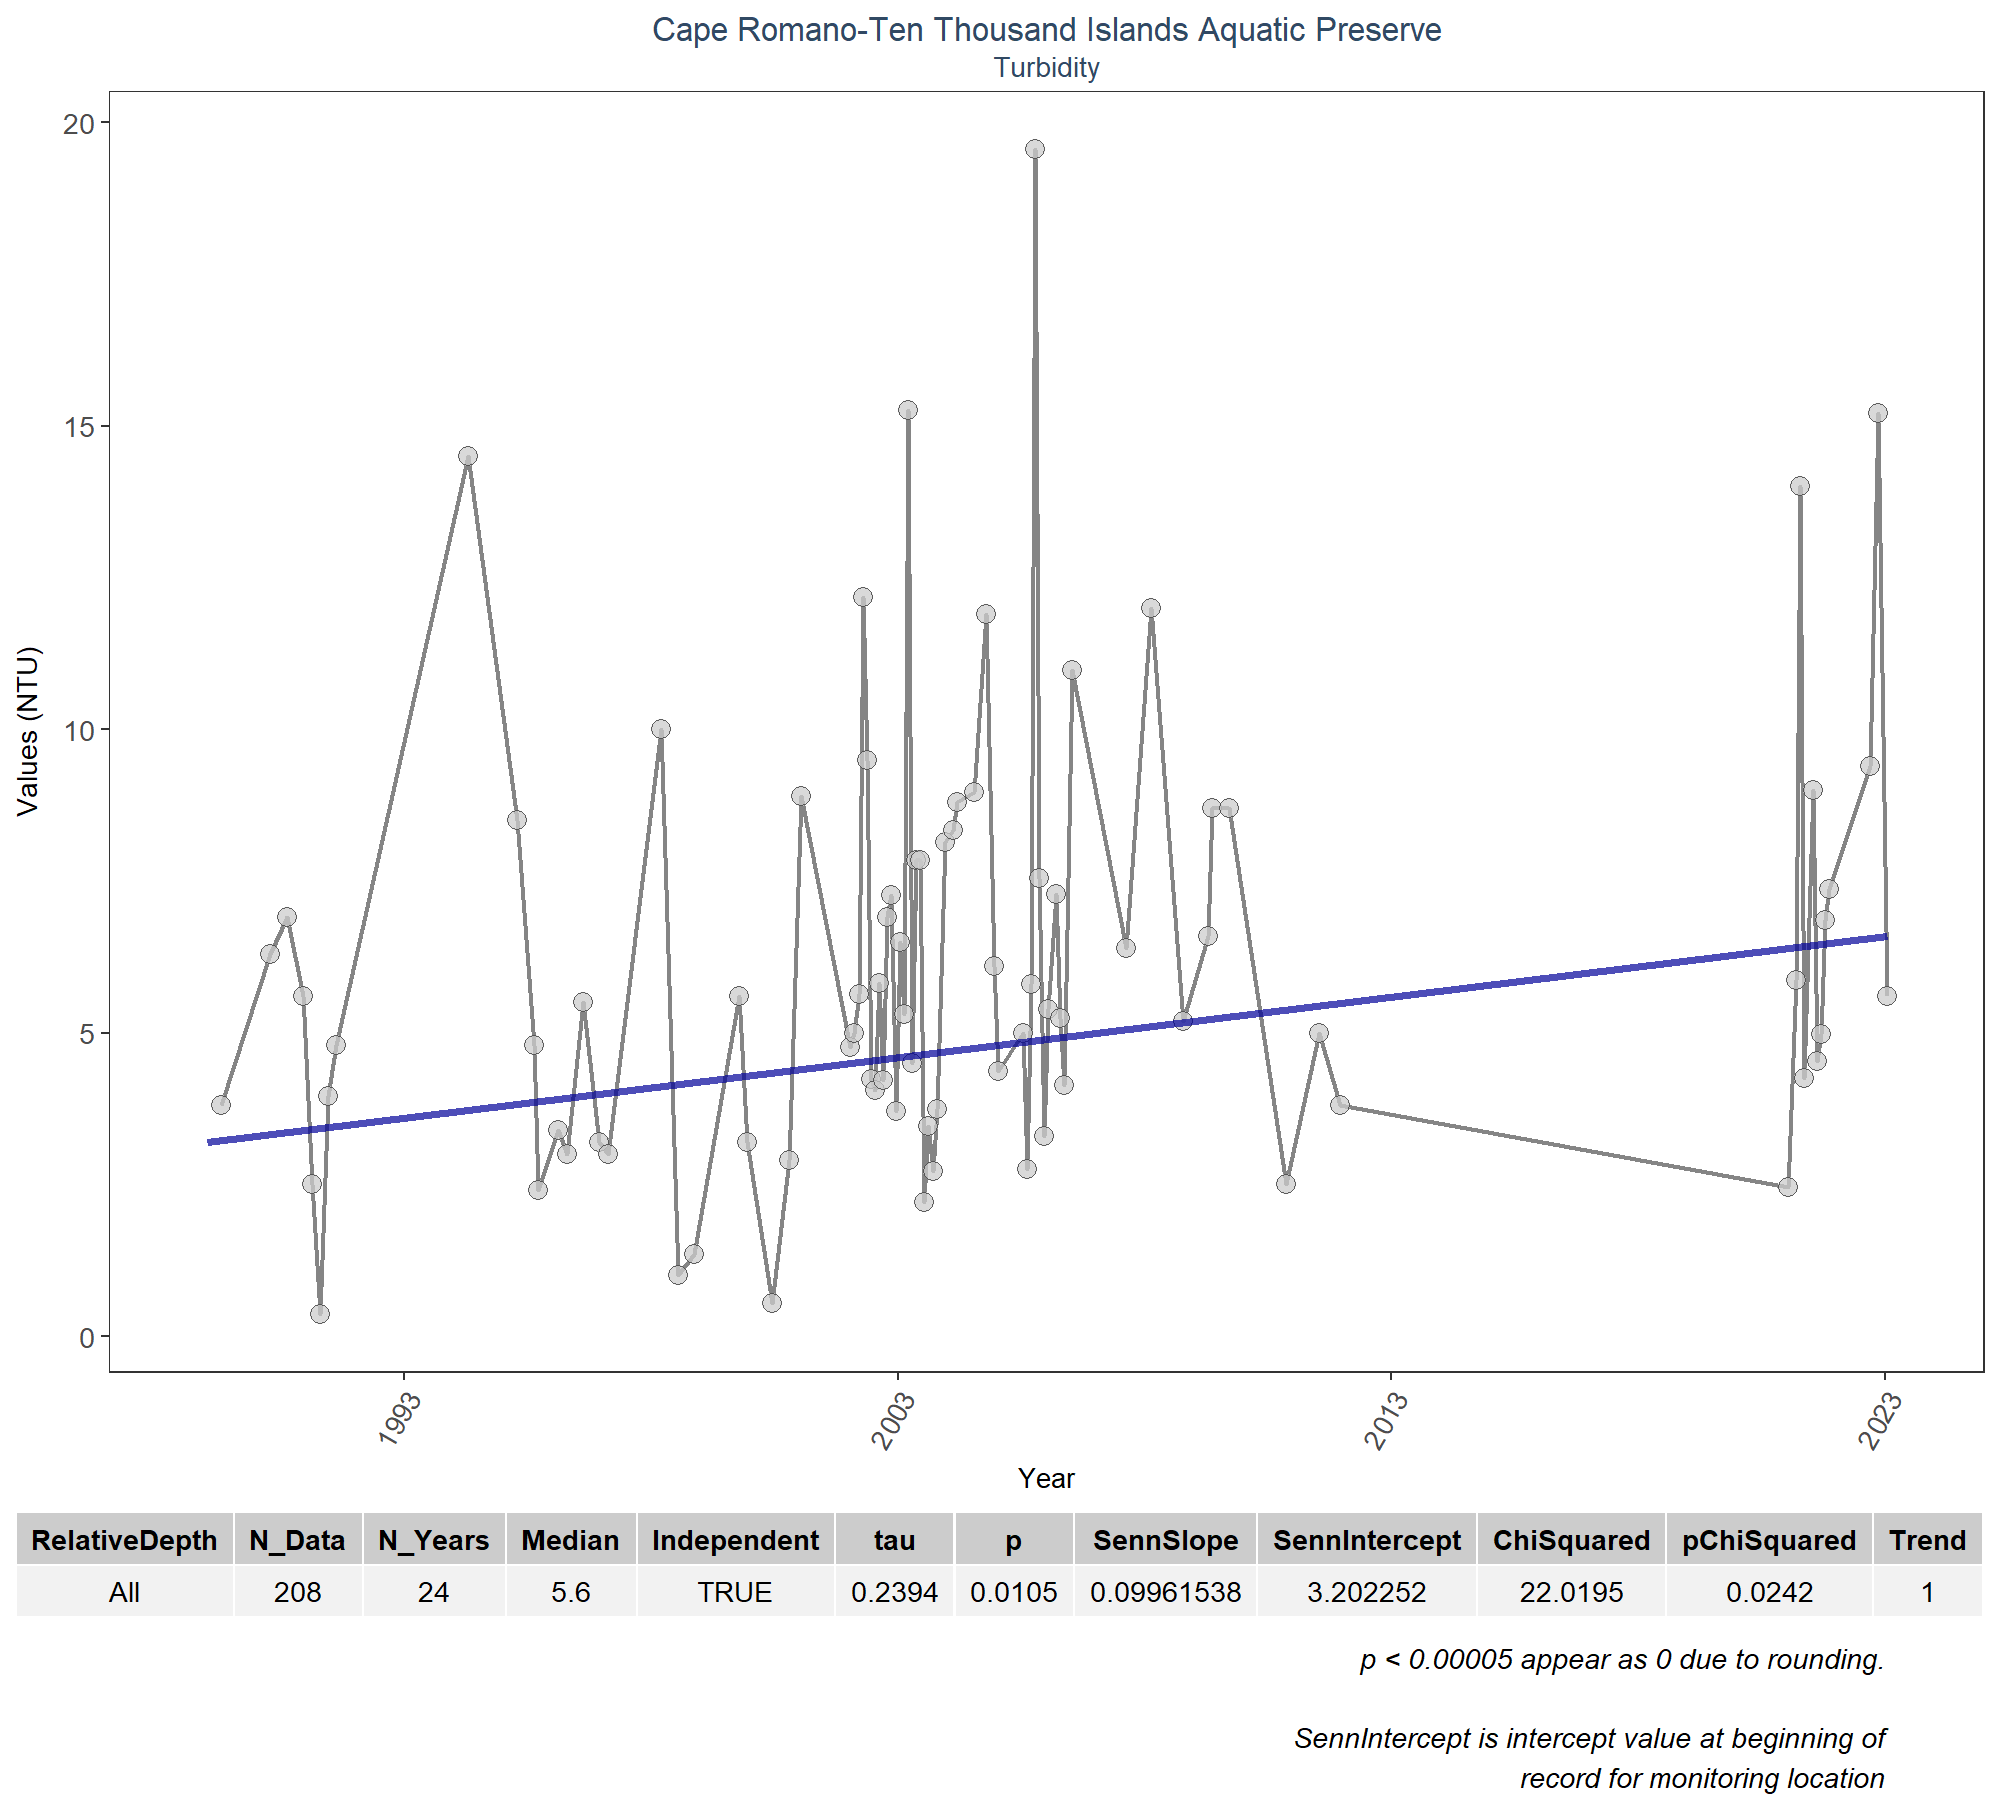 Cape Romano-Ten Thousand Islands Aquatic Preserve
Turbidity
Values (NTU)
20
15
10
5
0
1993 2003 2013 2023
Year
RelativeDepth N_Data N_Years Median Independent tau p SennSlope SennIntercept ChiSquared pChiSquared Trend
All 208 24 5.6 TRUE 0.2394 0.0105 0.09961538 3.202252 22.0195 0.0242 1
p < 0.00005 appear as 0 due to rounding.
SennIntercept is intercept value at beginning of
record for monitoring location